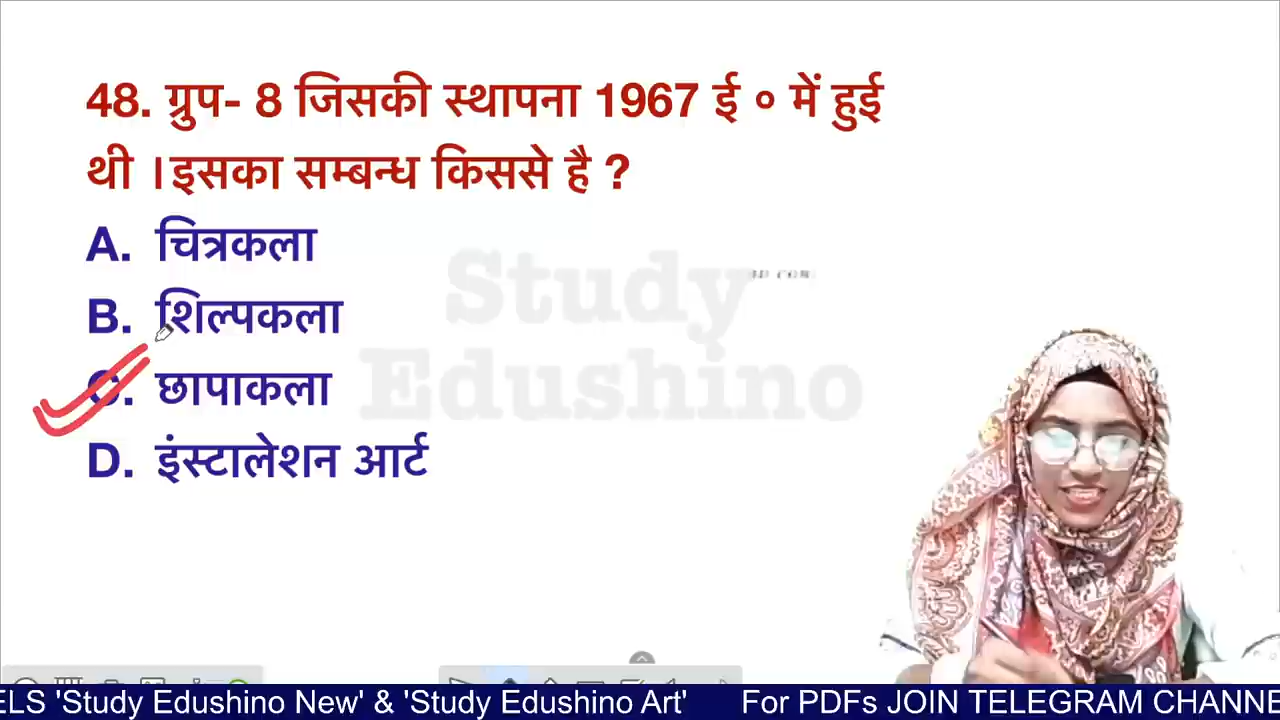 48. ग्रुप- 8 जिसकी स्थापना 1967 ई ० में हुई
थी ।इसका सम्बन्ध किससे है ?
A. चित्रकला
B. शिल्पकला
C. छापाकला
D. इंस्टालेशन आर्ट
Study
Edushino
ELS 'Study Edushino New' & 'Study Edushino Art' For PDFs JOIN TELEGRAM CHANNE